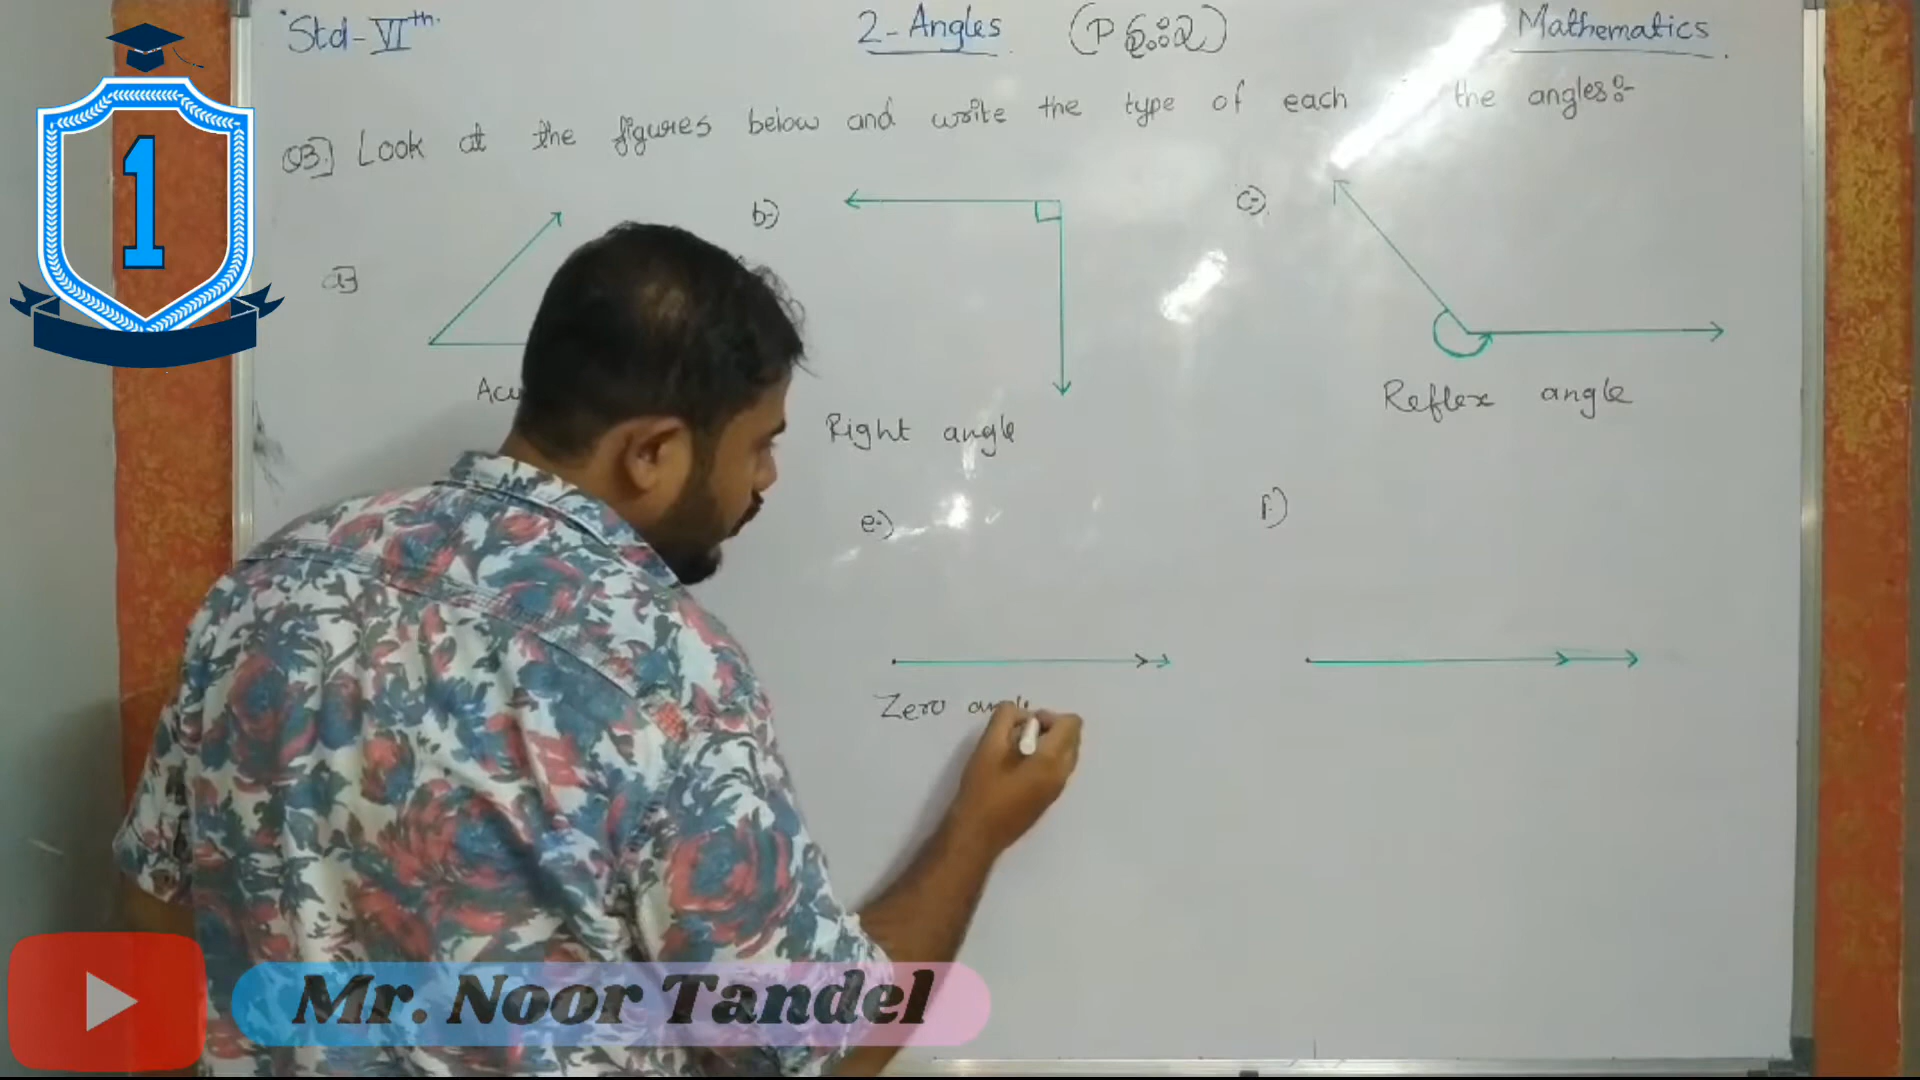 Std-VIth.
2-Angles
Mathematics
Q3.] Look at the figures below and write the type of each the angles:-
a)
b)
c)
Right angle
Reflex angle
e)
f)
Zero
1
Mr. Noor Tandel